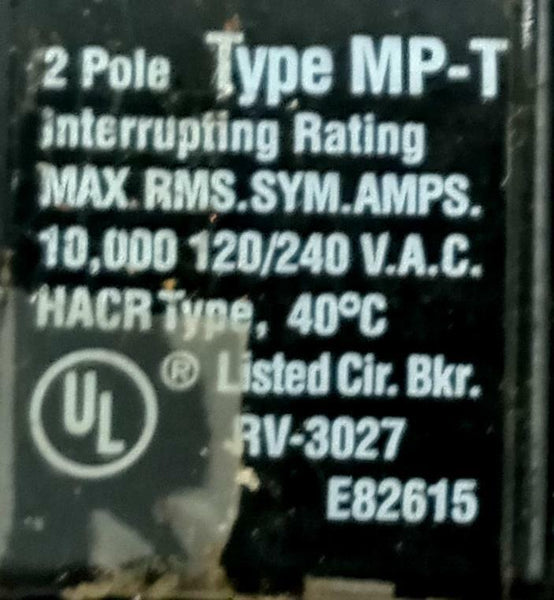 2 Pole Type MP-T
Interrupting Rating
MAX. RMS.SYM.AMPS.
10,000 120/240 V.A.C.
HACR Type, 40°C
UL ® Listed Cir. Bkr.
RV-3027
E82615